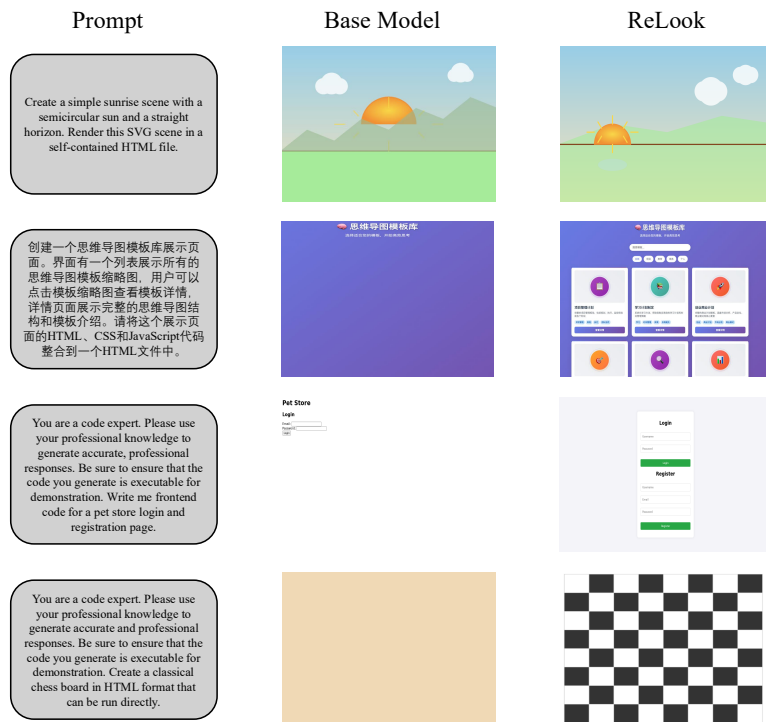 Prompt
Base Model
ReLook
Create a simple sunrise scene with a
semicircular sun and a straight
horizon. Render this SVG scene in a
self-contained HTML file.
创建一个思维导图模板库展示页
面。界面有一个列表展示所有的
思维导图模板缩略图，用户可以
点击模板缩略图查看模板详情，
详情页面展示完整的思维导图结
构和模板介绍。请将这个展示页
面的HTML、CSS和JavaScript代码
整合到一个HTML文件中。
思维导图模板库
思维导图模板库
You are a code expert. Please use
your professional knowledge to
generate accurate, professional
responses. Be sure to ensure that the
code you generate is executable for
demonstration. Write me frontend
code for a pet store login and
registration page.
Pet Store
Login
Email
Password
Login
Username
Password
Login
Register
Username
Email
Password
Register
You are a code expert. Please use
your professional knowledge to
generate accurate and professional
responses. Be sure to ensure that the
code you generate is executable for
demonstration. Create a classical
chess board in HTML format that
can be run directly.